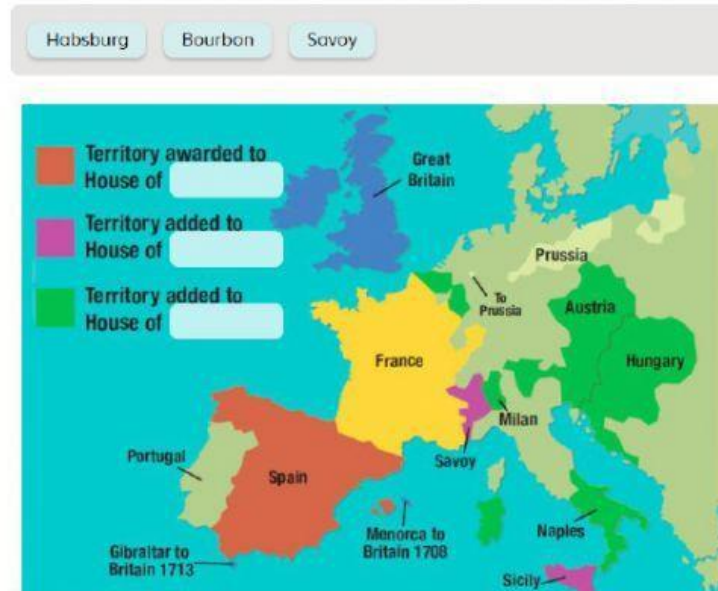 Habsburg Bourbon Savoy
Territory awarded to
House of
Territory added to
House of
Territory added to
House of
Great
Britain
Prussia
To
Prussia
Austria
Hungary
France
Milan
Savoy
Portugal
Spain
Naples
Menorca to
Britain 1708
Gibraltar to
Britain 1713
Sicily